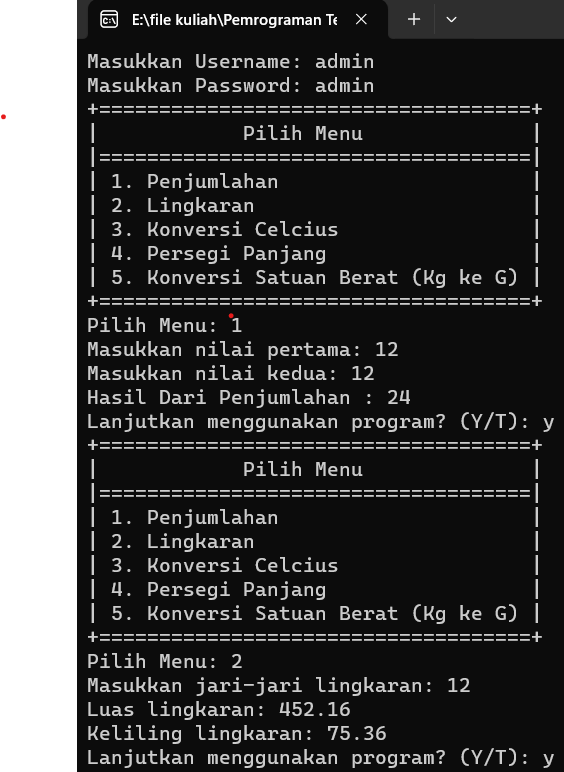 E:\file kuliah\Pemrograman Te
Masukkan Username: admin
Masukkan Password: admin
+====================================+
|            Pilih Menu              |
|====================================|
| 1. Penjumlahan                     |
| 2. Lingkaran                       |
| 3. Konversi Celcius                |
| 4. Persegi Panjang                 |
| 5. Konversi Satuan Berat (Kg ke G) |
+====================================+
Pilih Menu: 1
Masukkan nilai pertama: 12
Masukkan nilai kedua: 12
Hasil Dari Penjumlahan : 24
Lanjutkan menggunakan program? (Y/T): y
+====================================+
|            Pilih Menu              |
|====================================|
| 1. Penjumlahan                     |
| 2. Lingkaran                       |
| 3. Konversi Celcius                |
| 4. Persegi Panjang                 |
| 5. Konversi Satuan Berat (Kg ke G) |
+====================================+
Pilih Menu: 2
Masukkan jari-jari lingkaran: 12
Luas lingkaran: 452.16
Keliling lingkaran: 75.36
Lanjutkan menggunakan program? (Y/T): y